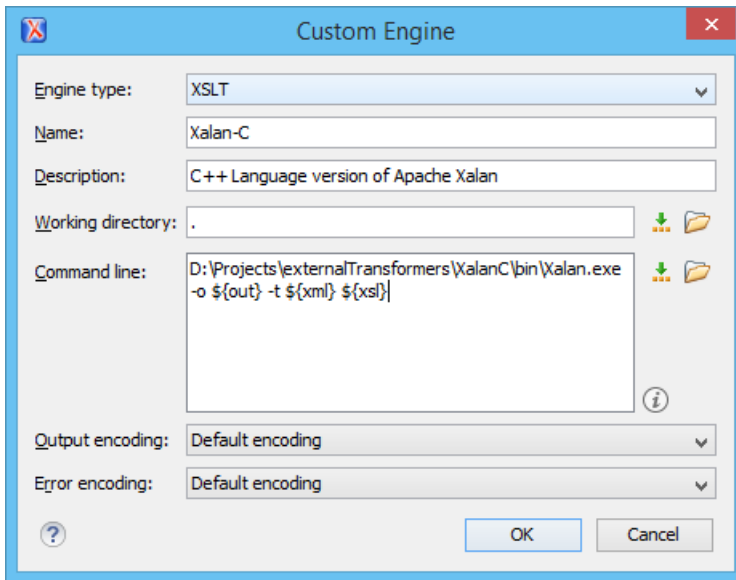 Custom Engine
Engine type: XSLT
Name: Xalan-C
Description: C++ Language version of Apache Xalan
Working directory: .
Command line: D:\Projects\externalTransformers\XalanC\bin\Xalan.exe
-o ${out} -t ${xml} ${xsl}
Output encoding: Default encoding
Error encoding: Default encoding
? OK Cancel